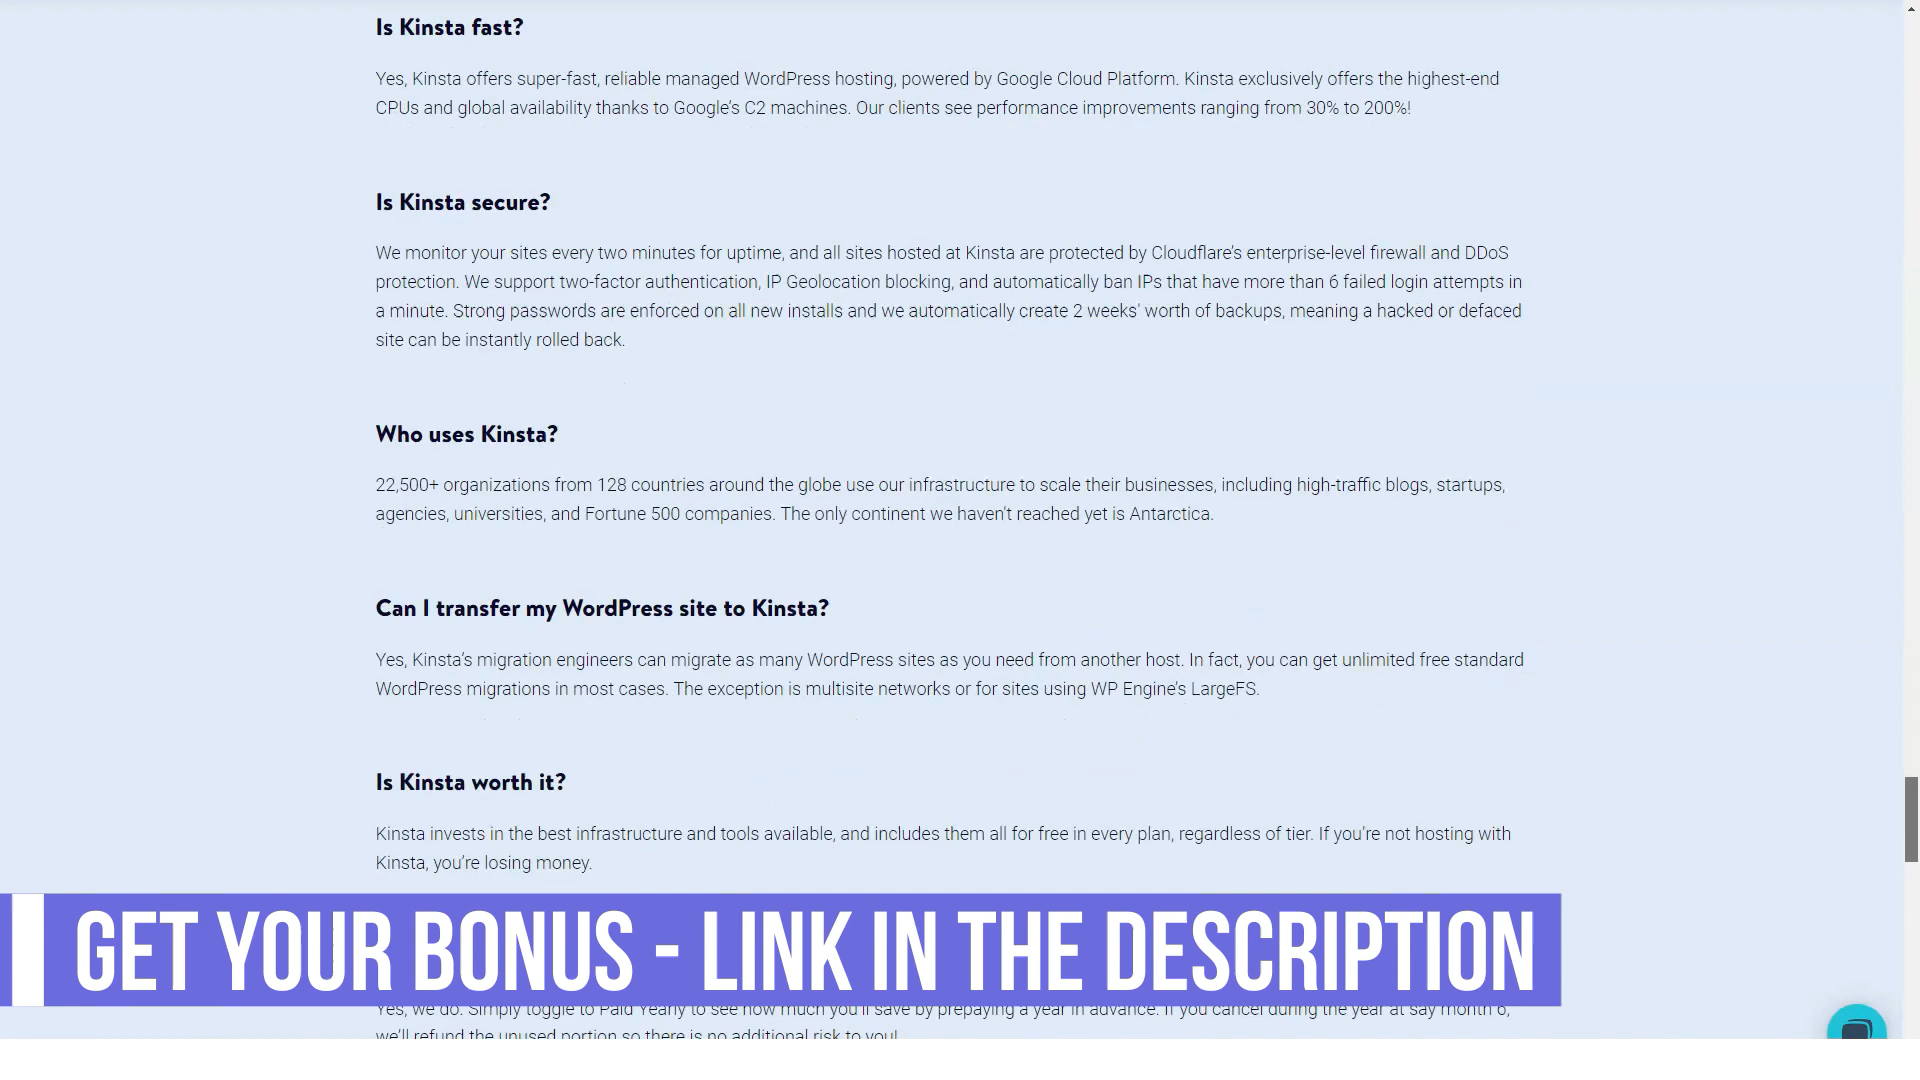 Is Kinsta fast?
Yes, Kinsta offers super-fast, reliable managed WordPress hosting, powered by Google Cloud Platform. Kinsta exclusively offers the highest-end
CPUs and global availability thanks to Google’s C2 machines. Our clients see performance improvements ranging from 30% to 200%!
Is Kinsta secure?
We monitor your sites every two minutes for uptime, and all sites hosted at Kinsta are protected by Cloudflare’s enterprise-level firewall and DDoS
protection. We support two-factor authentication, IP Geolocation blocking, and automatically ban IPs that have more than 6 failed login attempts in
a minute. Strong passwords are enforced on all new installs and we automatically create 2 weeks' worth of backups, meaning a hacked or defaced
site can be instantly rolled back.
Who uses Kinsta?
22,500+ organizations from 128 countries around the globe use our infrastructure to scale their businesses, including high-traffic blogs, startups,
agencies, universities, and Fortune 500 companies. The only continent we haven't reached yet is Antarctica.
Can I transfer my WordPress site to Kinsta?
Yes, Kinsta’s migration engineers can migrate as many WordPress sites as you need from another host. In fact, you can get unlimited free standard
WordPress migrations in most cases. The exception is multisite networks or for sites using WP Engine’s LargeFS.
Is Kinsta worth it?
Kinsta invests in the best infrastructure and tools available, and includes them all for free in every plan, regardless of tier. If you’re not hosting with
Kinsta, you’re losing money.
GET YOUR BONUS - LINK IN THE DESCRIPTION
Yes, we do. Simply toggle to Paid Yearly to see how much you’ll save by prepaying a year in advance. If you cancel during the year at say month 6,
we’ll refund the unused portion so there is no additional risk to you!